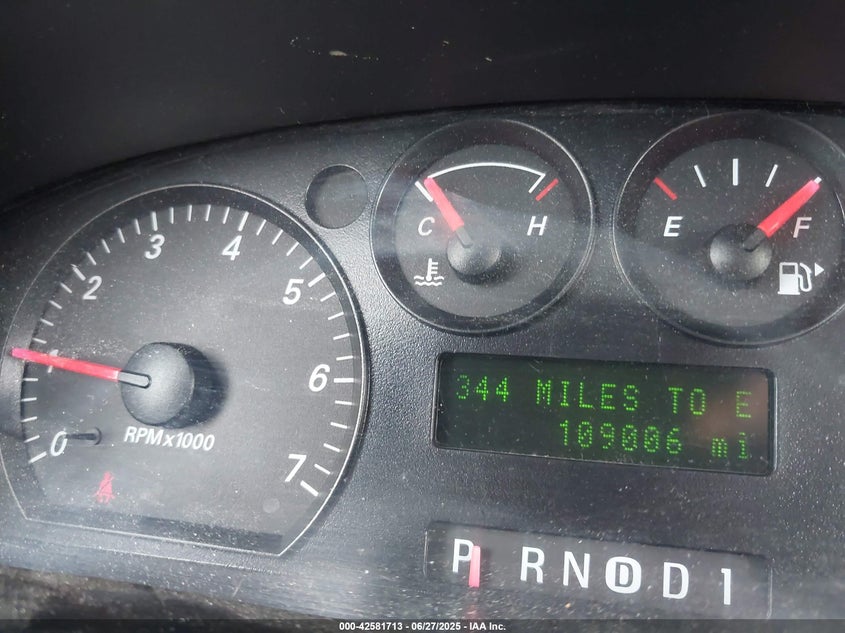 0
1
2
3
4
5
6
7
RPMx1000
C
H
E
F
344 MILES TO E
109006 mi
P R N D D 1
000-42581713 - 06/27/2025 - IAA Inc.